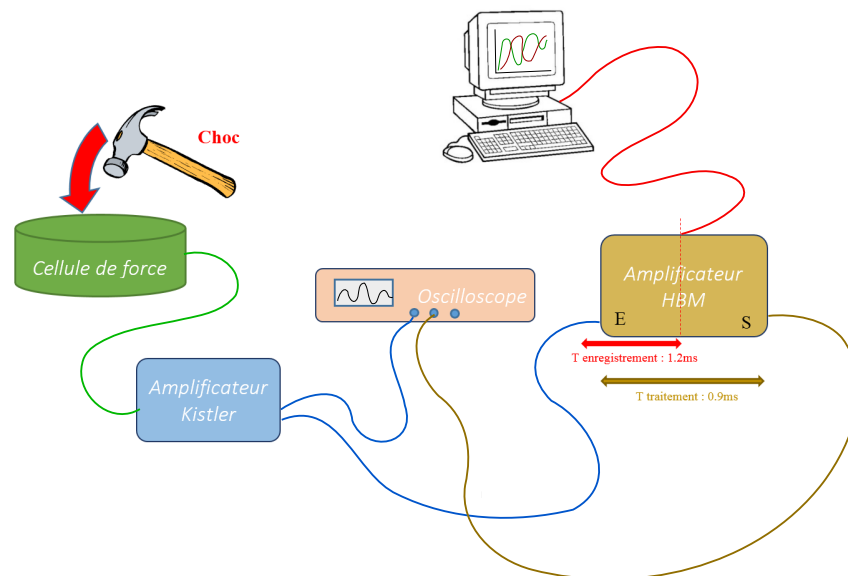 Choc
Cellule de force
Oscilloscope
Amplificateur
HBM
E
S
T enregistrement : 1.2ms
T traitement : 0.9ms
Amplificateur
Kistler